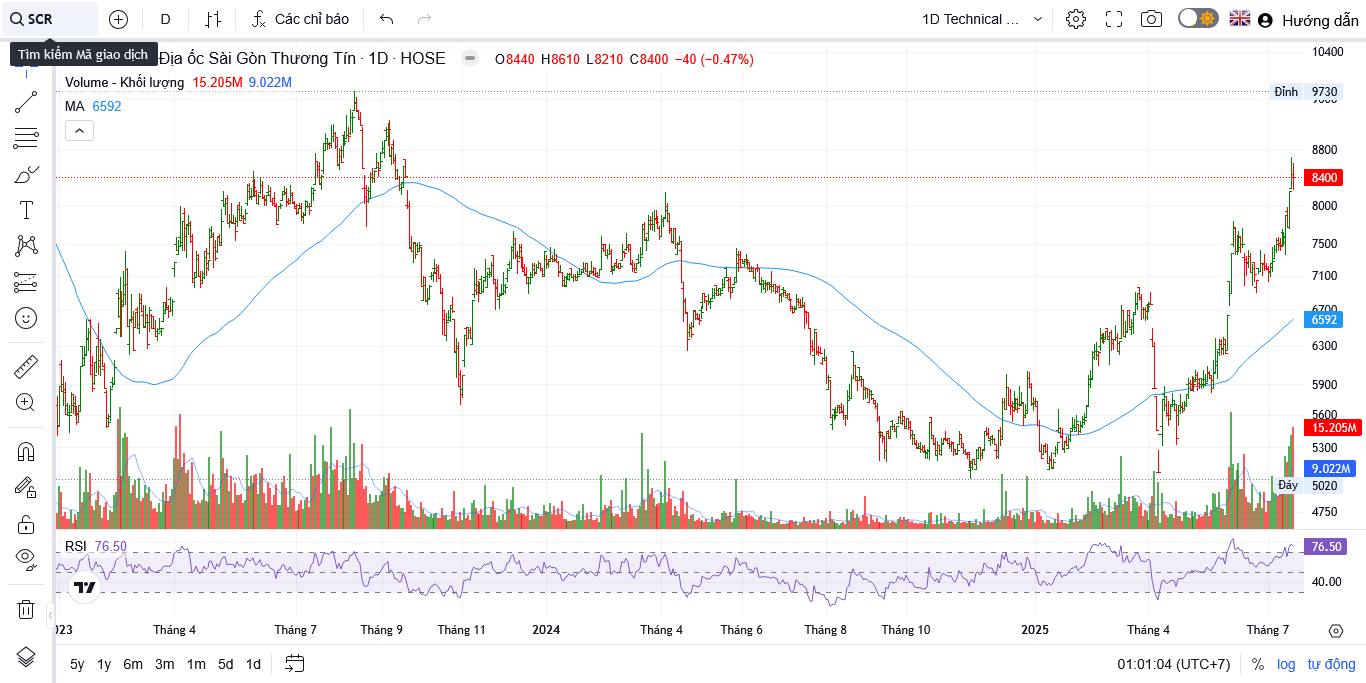 SCR D Các chỉ báo 1D Technical ... Hướng dẫn
Tìm kiếm Mã giao dịch
Địa ốc Sài Gòn Thương Tín · 1D · HOSE O8440 H8610 L8210 C8400 −40 (−0.47%)
Volume - Khối lượng 15.205M 9.022M
MA 6592
10400
Đỉnh 9730
8800
8400
8000
7500
7100
6700
6592
6300
5900
5600
15.205M
5300
9.022M
Đáy 5020
4750
RSI 76.50
76.50
40.00
023 Tháng 4 Tháng 7 Tháng 9 Tháng 11 2024 Tháng 4 Tháng 6 Tháng 8 Tháng 10 2025 Tháng 4 Tháng 7
5y 1y 6m 3m 1m 5d 1d 01:01:04 (UTC+7) % log tự động